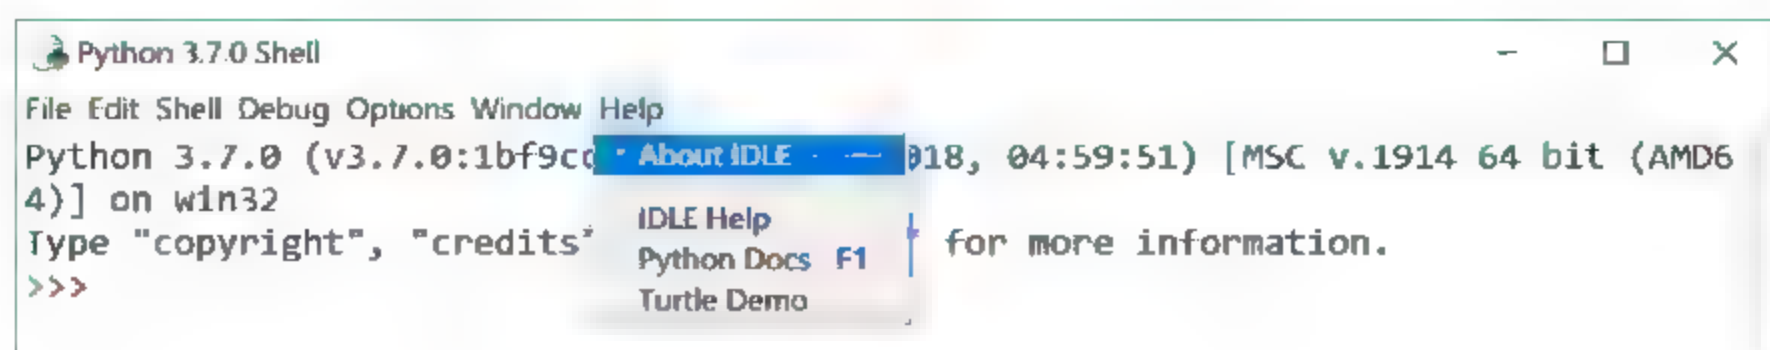 Python 3.7.0 Shell
File Edit Shell Debug Options Window Help
Python 3.7.0 (v3.7.0:1bf9cc 018, 04:59:51) [MSC v.1914 64 bit (AMD6
4)] on win32
Type "copyright", "credits" for more information.
>>>
About IDLE
IDLE Help
Python Docs F1
Turtle Demo